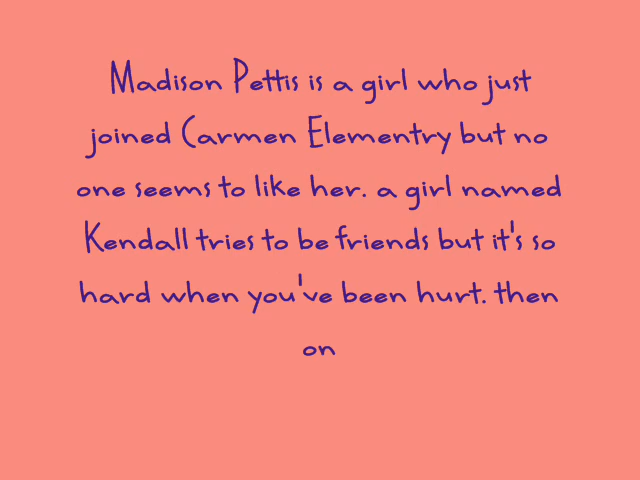 Madison Pettis is a girl who just
joined Carmen Elementry but no
one seems to like her. a girl named
Kendall tries to be friends but it's so
hard when you've been hurt. then
on